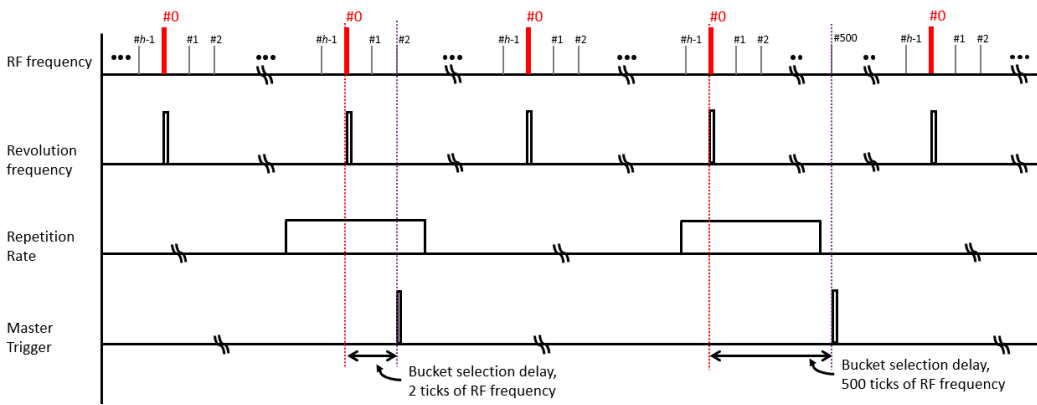 #0 #0 #0 #0 #0
#h-1 #1 #2 #h-1 #1 #2 #h-1 #1 #2 #h-1 #1 #2 #500 #h-1 #1 #2
RF frequency
Revolution
frequency
Repetition
Rate
Master
Trigger
Bucket selection delay,
2 ticks of RF frequency
Bucket selection delay,
500 ticks of RF frequency